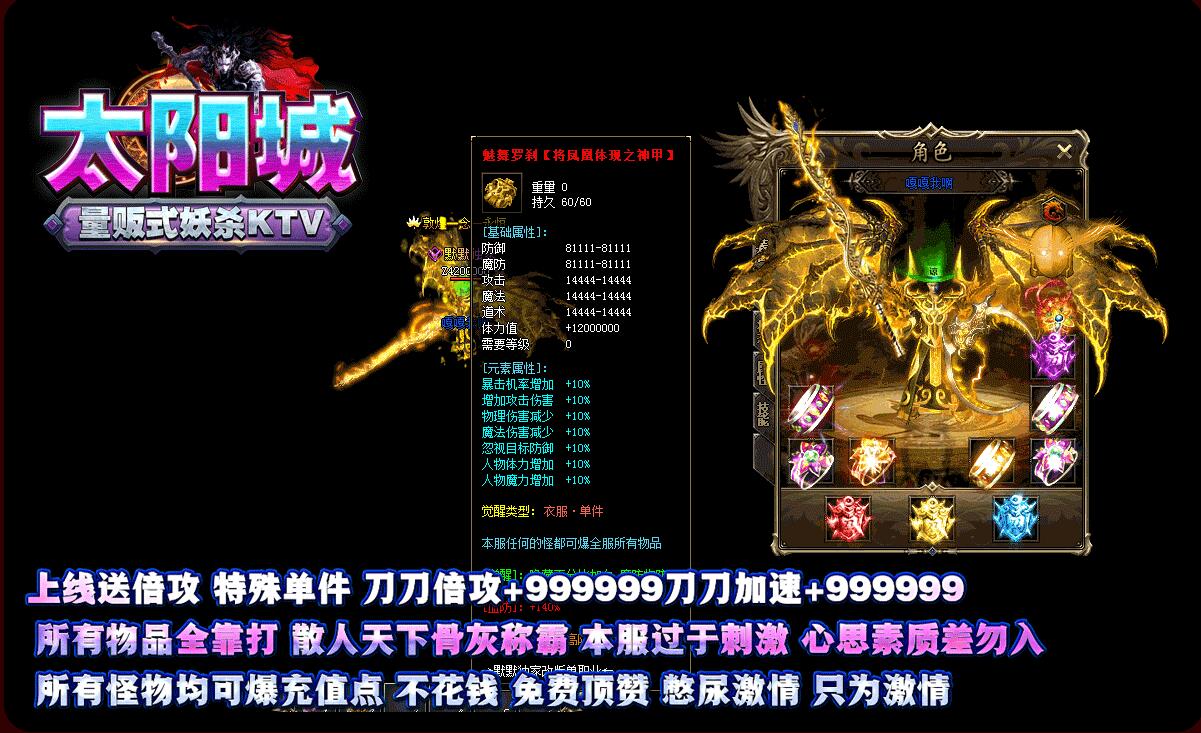 太阳城
量贩式妖杀KTV
魅舞罗刹【将凤凰体现之神甲】
重量 0
持久 60/60
[基础属性]:
防御 81111-81111
魔防 81111-81111
攻击 14444-14444
魔法 14444-14444
道术 14444-14444
体力值 +12000000
需要等级 0
[元素属性]:
暴击机率增加 +10%
增加攻击伤害 +10%
物理伤害减少 +10%
魔法伤害减少 +10%
忽视目标防御 +10%
人物体力增加 +10%
人物魔力增加 +10%
觉醒类型: 衣服·单件
本服任何的怪都可爆全服所有物品
角色
嘎嘎我啊
技能
上线送倍攻 特殊单件 刀刀倍攻+999999刀刀加速+999999
所有物品全靠打 散人天下骨灰称霸 本服过于刺激 心思素质差勿入
所有怪物均可爆充值点 不花钱 免费顶赞 憋尿激情 只为激情